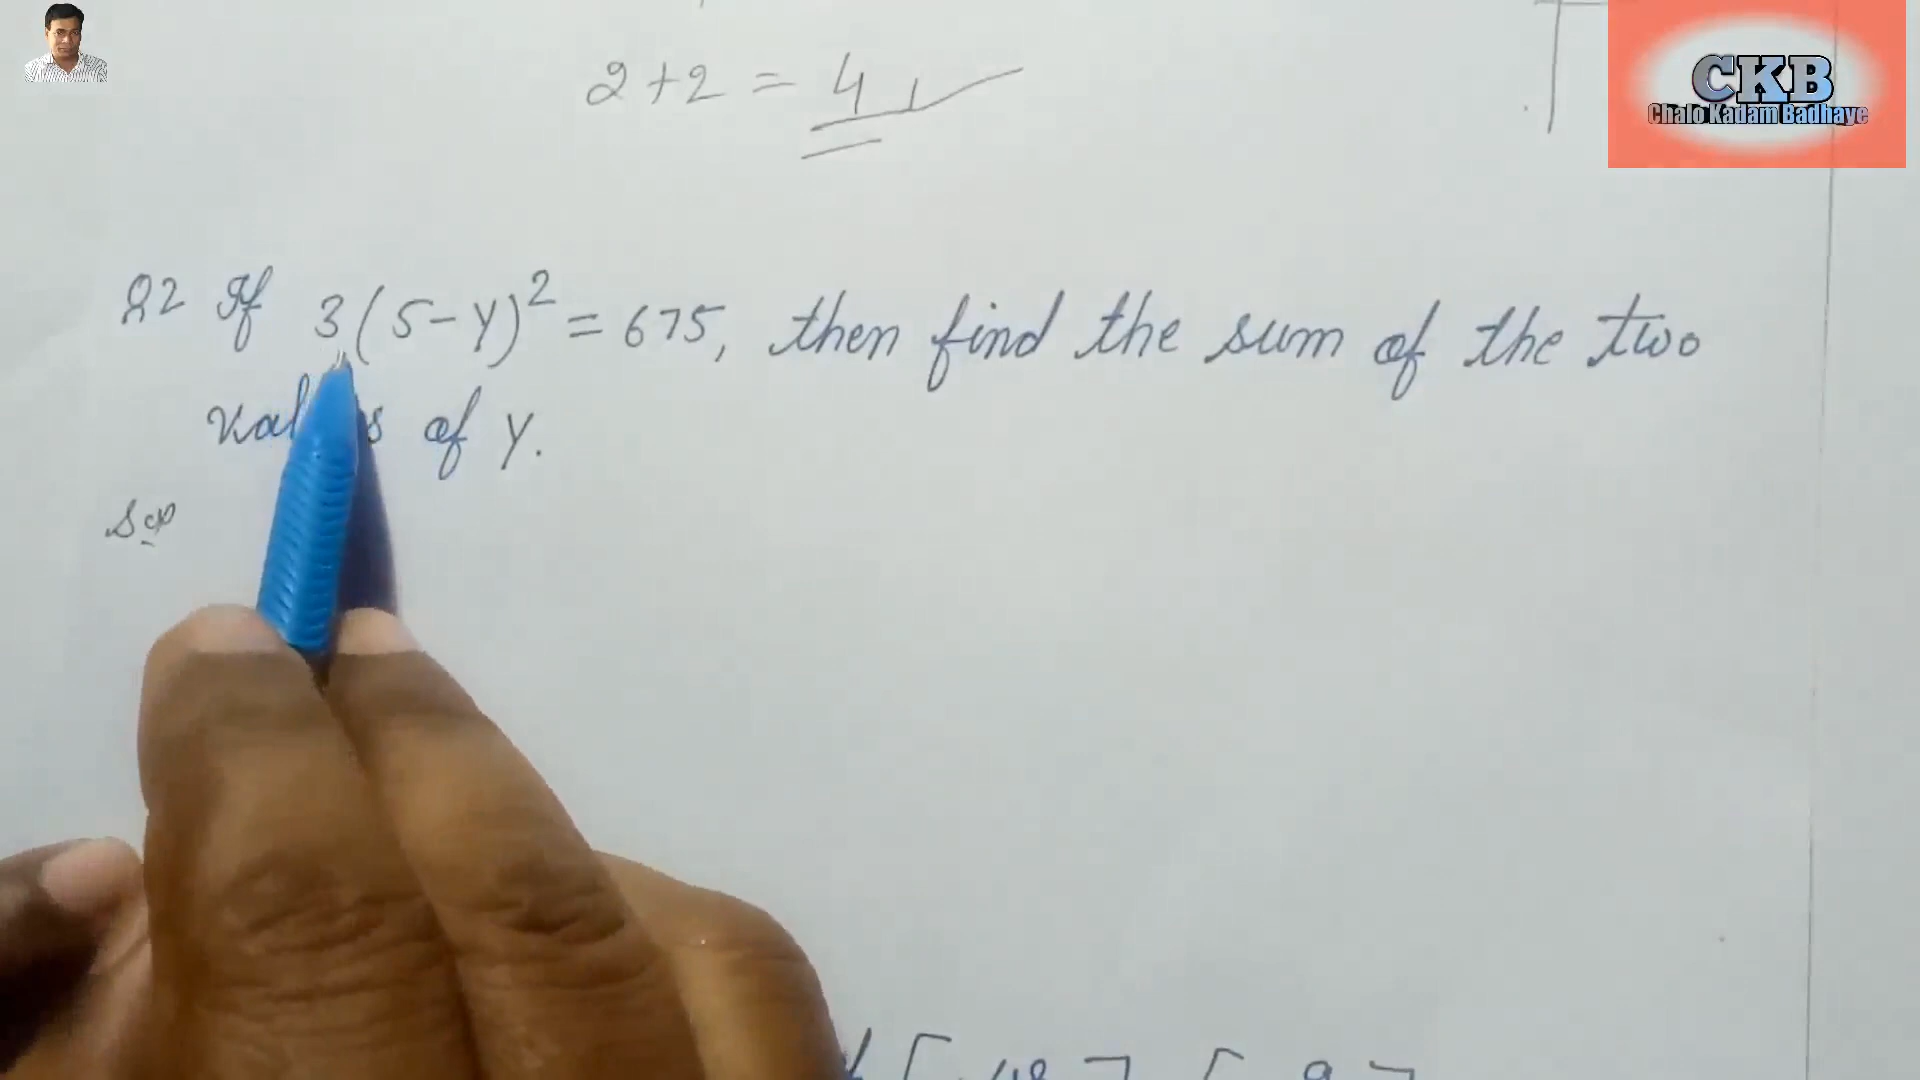 CKB
Chalo Kadam Badhaye
2+2 = 4
Q2 If 3(5-Y)² = 675, then find the sum of the two
of Y.